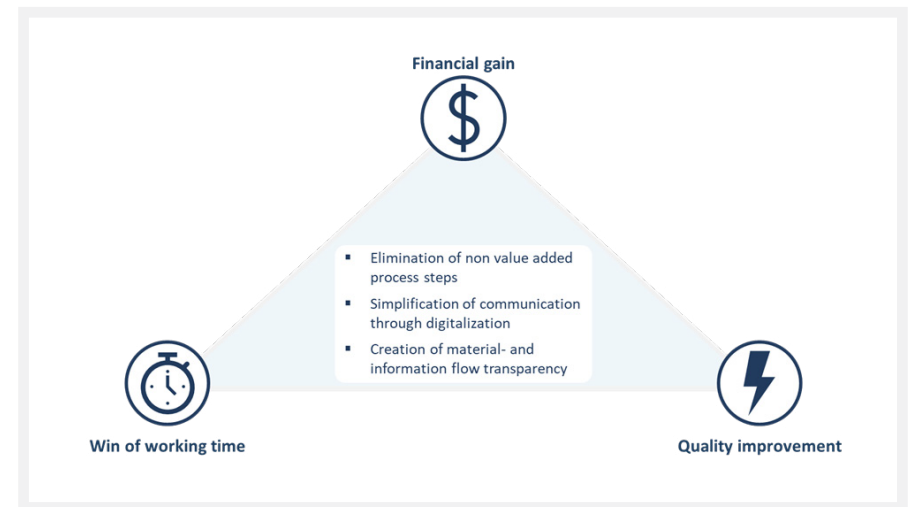 Financial gain
$
▪ Elimination of non value added
process steps
▪ Simplification of communication
through digitalization
▪ Creation of material- and
information flow transparency
Win of working time
Quality improvement